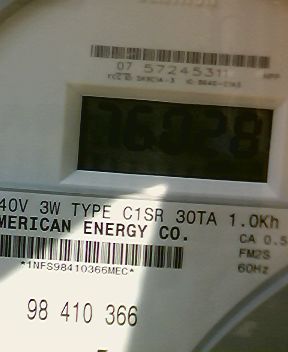 07 57245311
76028
40V 3W TYPE C1SR 30TA 1.0Kh
MERICAN ENERGY CO.
CA 0.5
FM2S
60Hz
*1NFS98410366MEC*
98 410 366